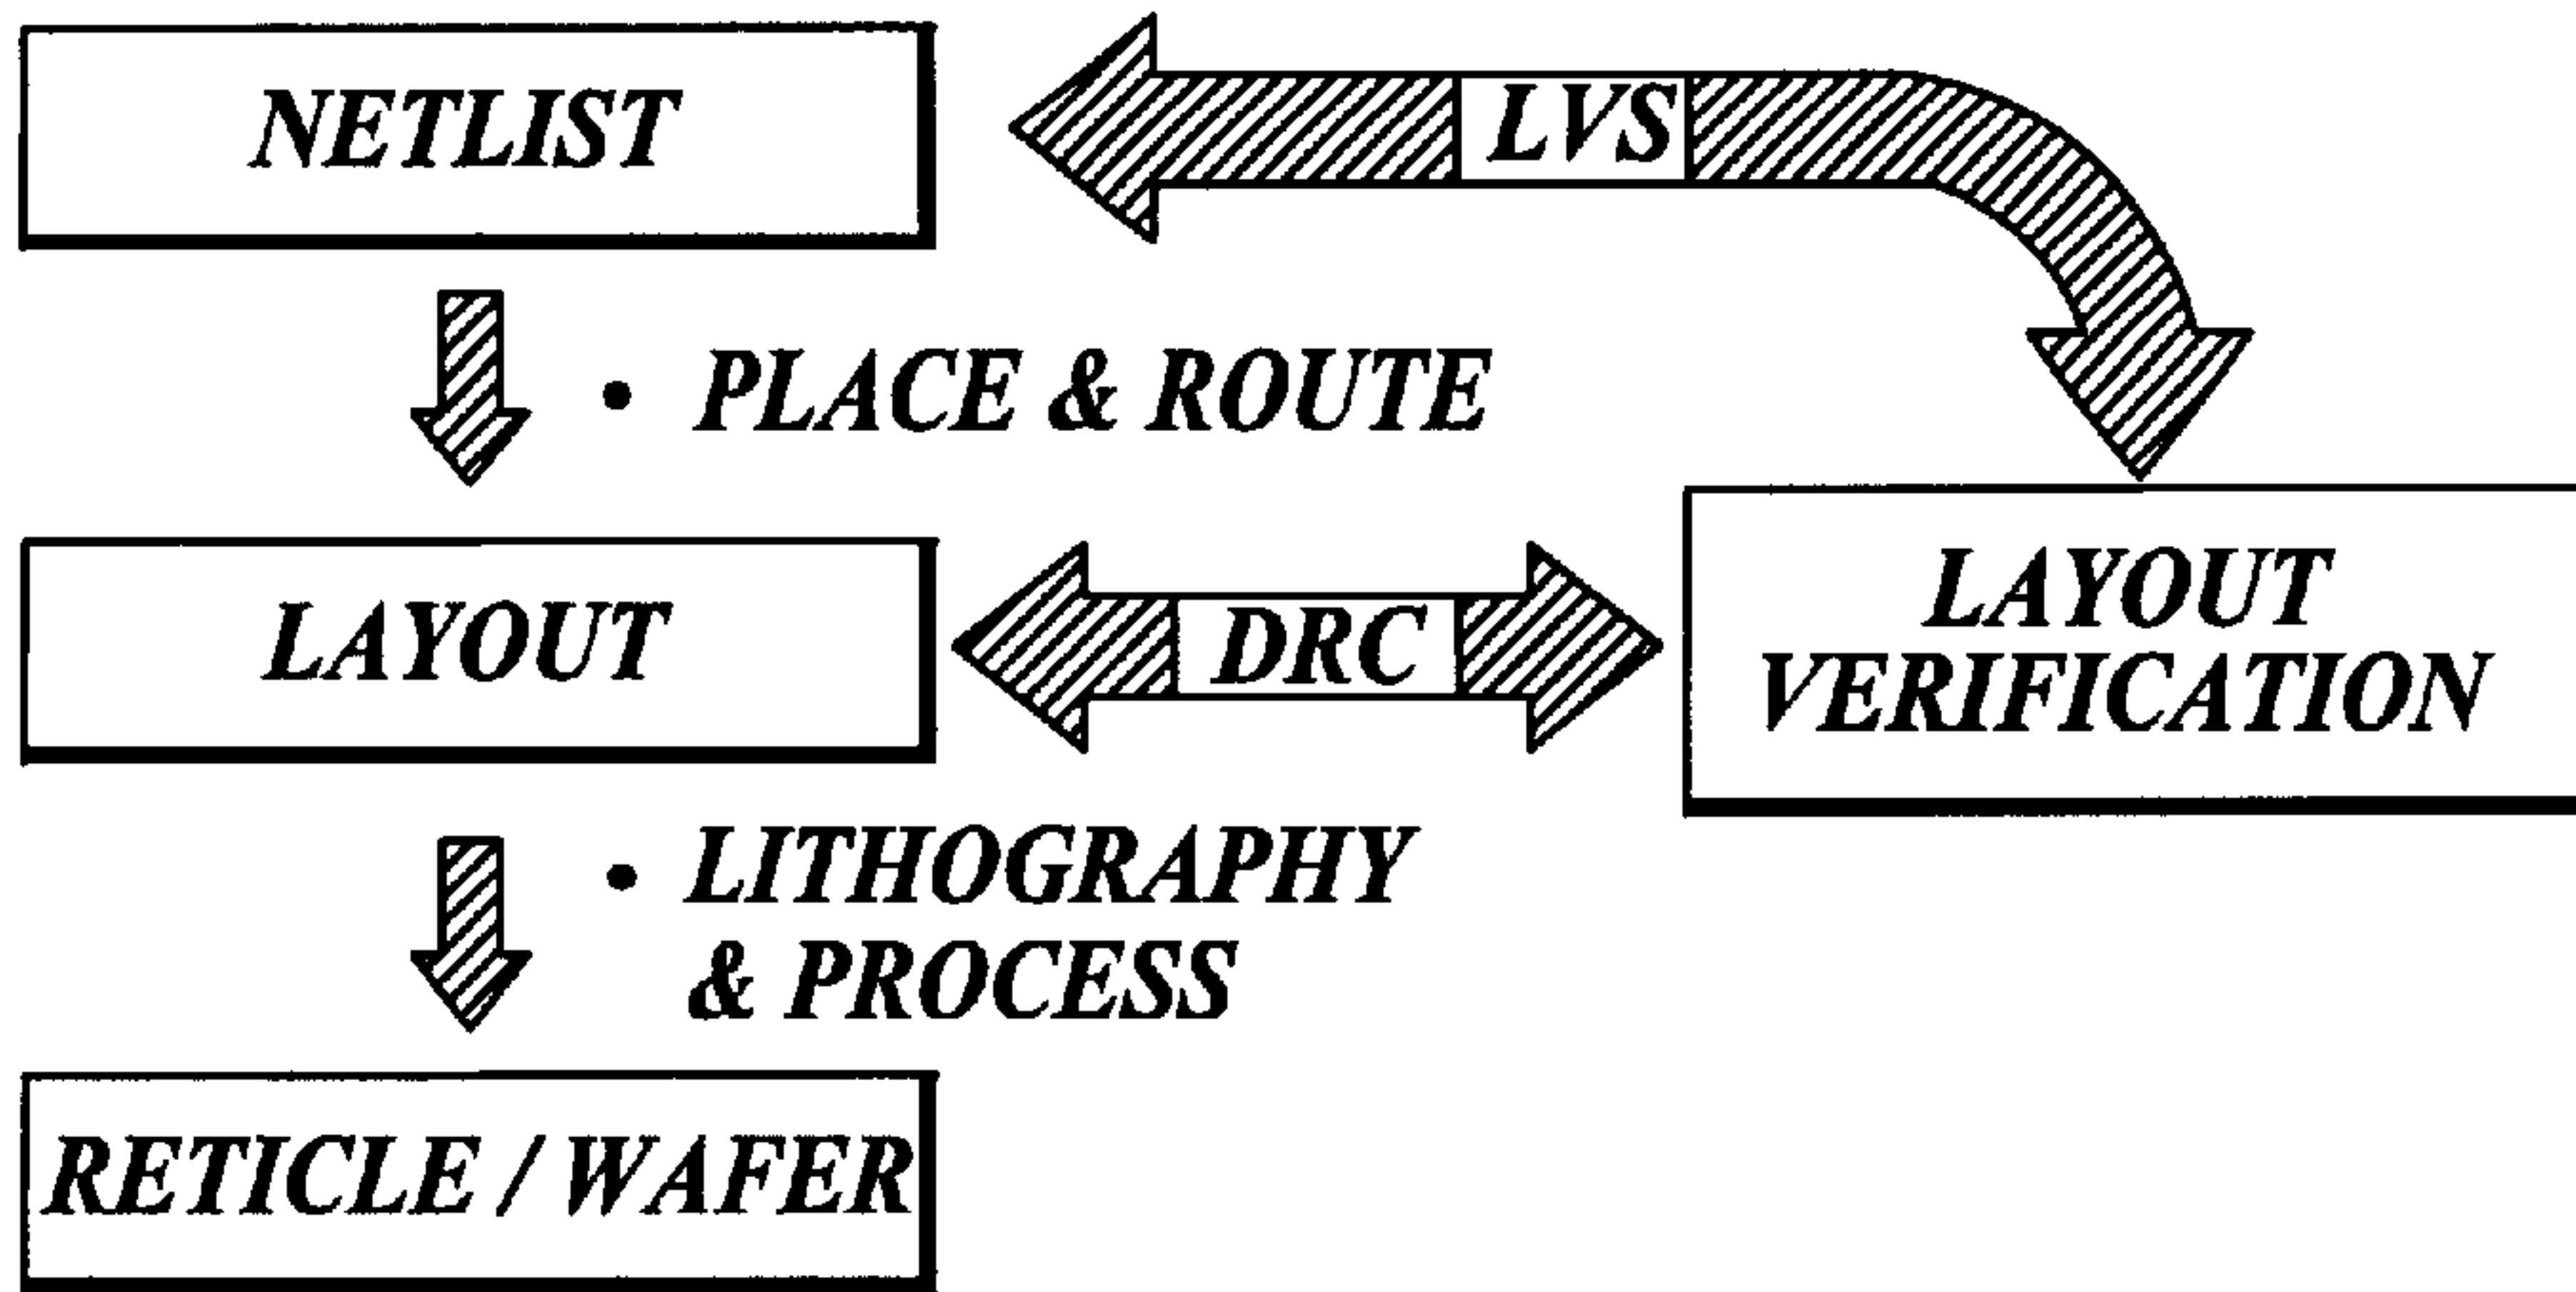 NETLIST
LVS
• PLACE & ROUTE
LAYOUT
DRC
LAYOUT
VERIFICATION
• LITHOGRAPHY
& PROCESS
RETICLE / WAFER